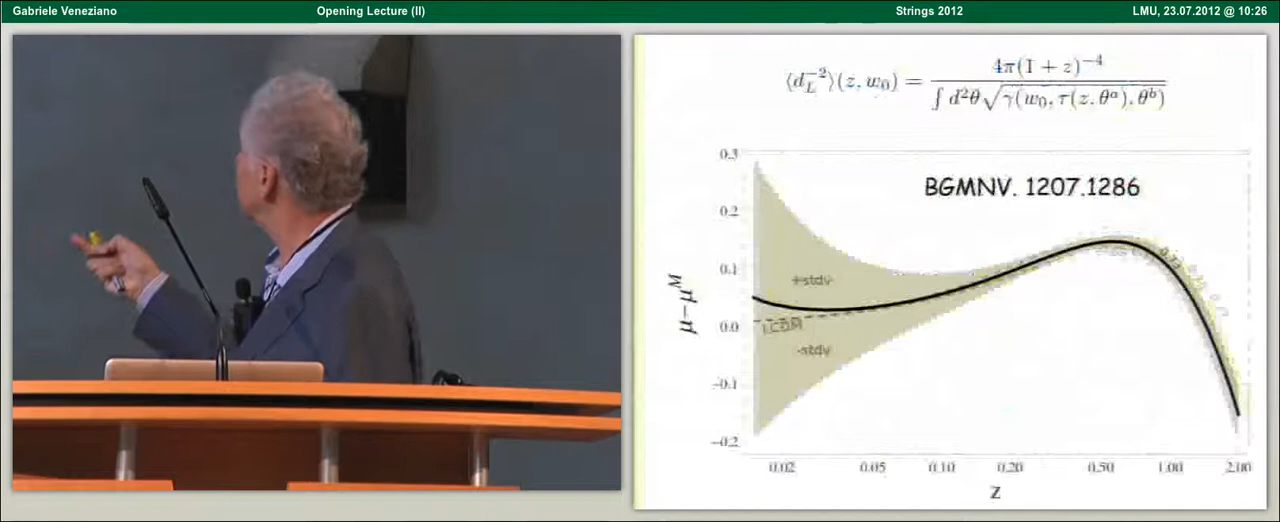 Gabriele Veneziano
Opening Lecture (II)
Strings 2012
LMU, 23.07.2012 @ 10:26
⟨d_L^{-2}⟩(z, w₀) = 4π(1 + z)^{-4} / ∫ d²θ √γ(w₀, τ(z, θ^a), θ^b)
BGMNV. 1207.1286
0.3
0.2
0.1
0.0
-0.1
-0.2
μ-μ^M
+stdv
LCDM
-stdv
0.02 0.05 0.10 0.20 0.50 1.00 2.00
z